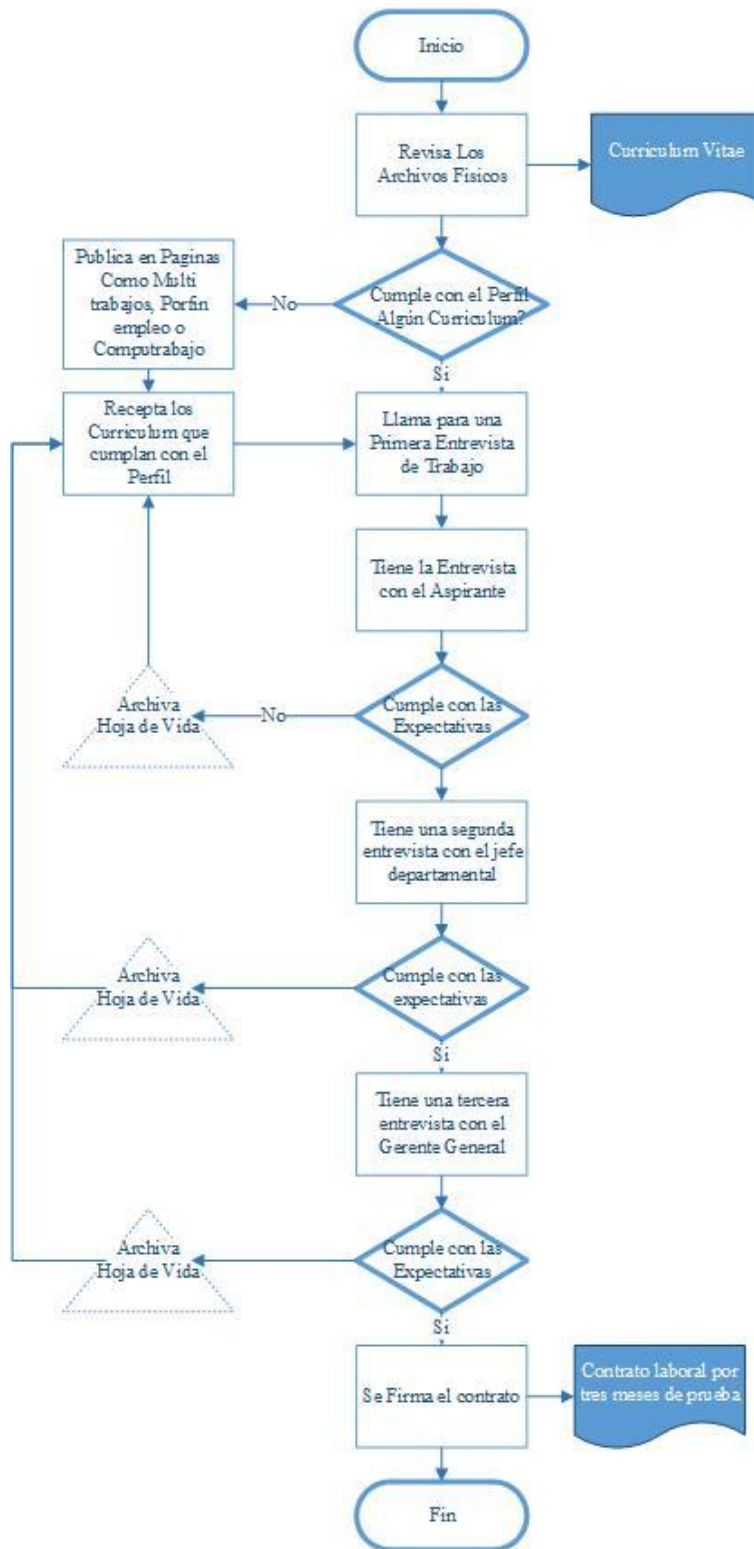 Inicio
Revisa Los
Archivos Fisicos
Curriculum Vitae
Cumple con el Perfil
Algún Curriculum?
No
Publica en Paginas
Como Multi
trabajos, Porfin
empleo o
Computrabajo
Si
Recepta los
Curriculum que
cumplan con el
Perfil
Llama para una
Primera Entrevista
de Trabajo
Tiene la Entrevista
con el Aspirante
Cumple con las
Expectativas
No
Archiva
Hoja de Vida
Tiene una segunda
entrevista con el jefe
departamental
Cumple con las
expectativas
Archiva
Hoja de Vida
Si
Tiene una tercera
entrevista con el
Gerente General
Cumple con las
Expectativas
Archiva
Hoja de Vida
Si
Se Firma el contrato
Contrato laboral por
tres meses de prueba
Fin